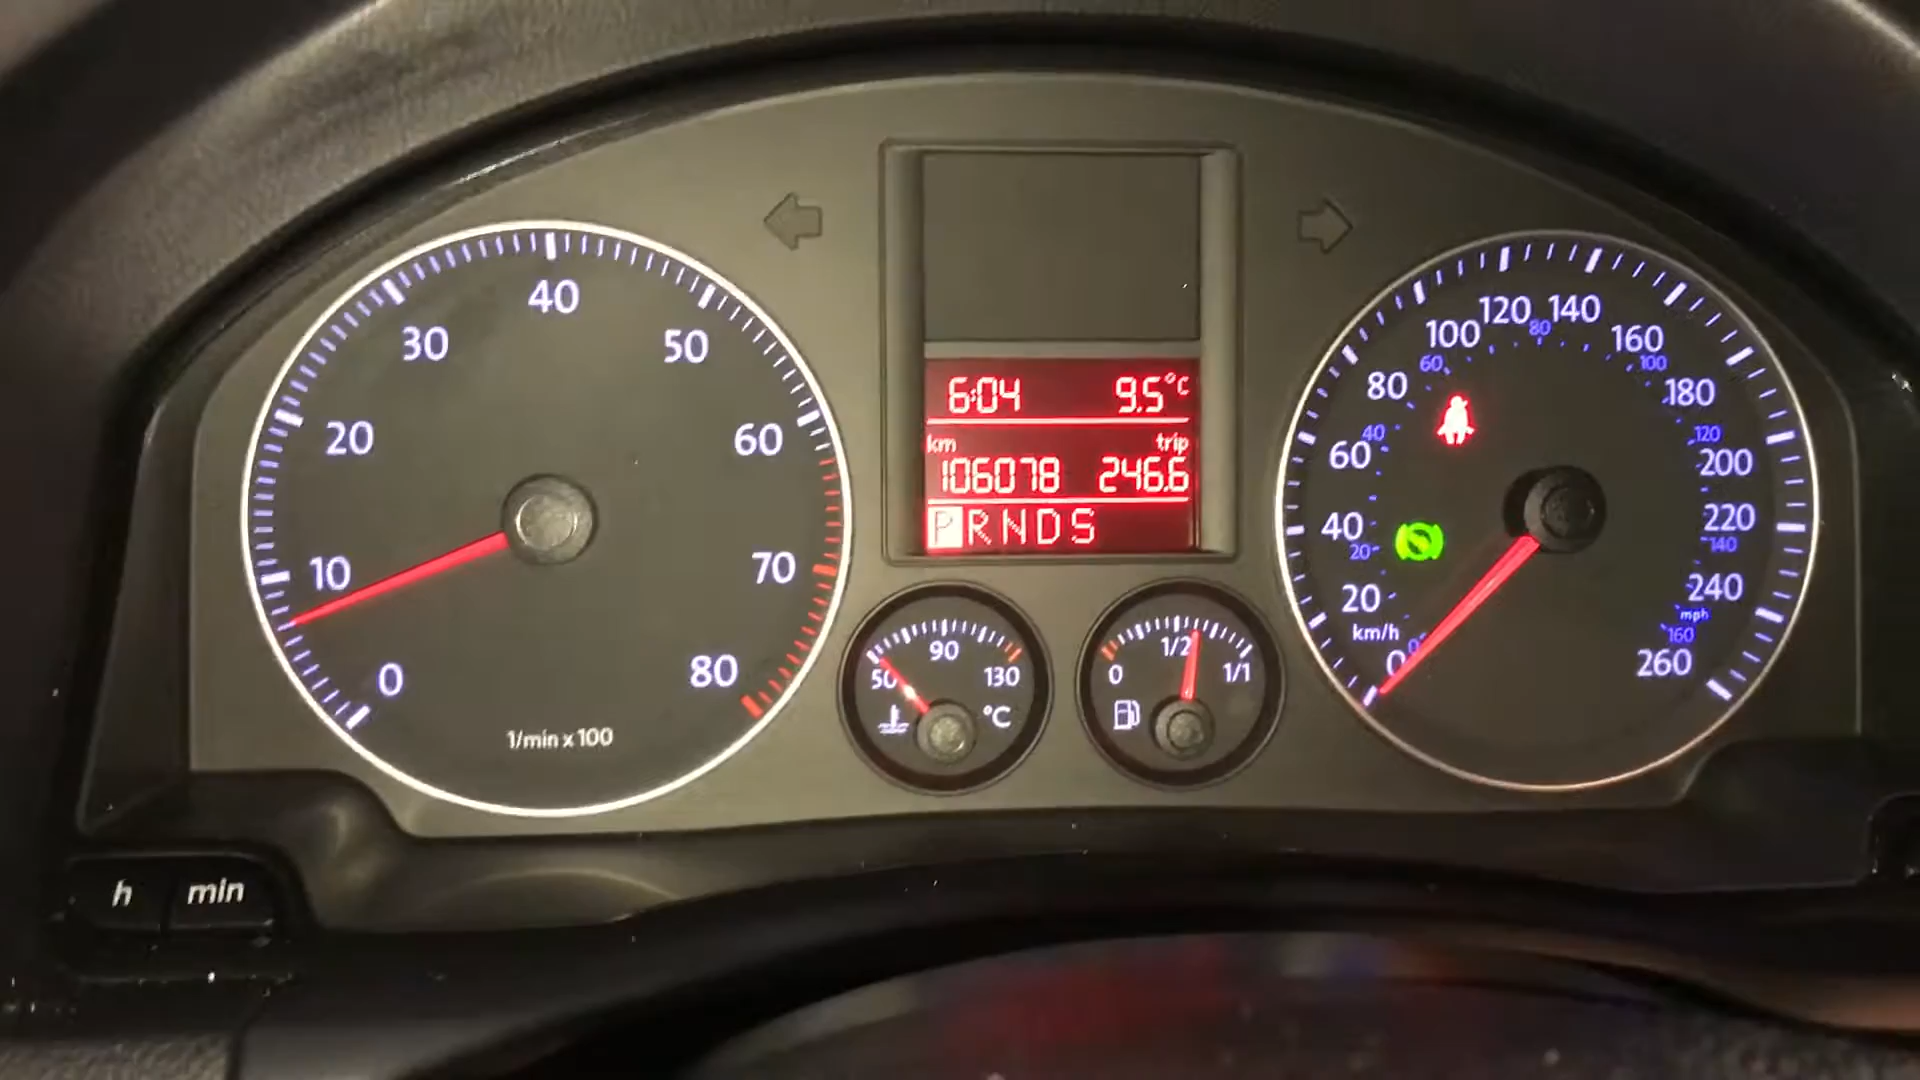 40
30
50
20
60
10
70
0
80
1/min x 100
6:04 9.5°C
km trip
106078 246.6
P R N D S
50 90 130
°C
0 1/2 1/1
120 140
100 160
80 180
60 200
40 220
20 240
km/h
0 260
80
60 100
40 120
20 140
mph
0 160
h min